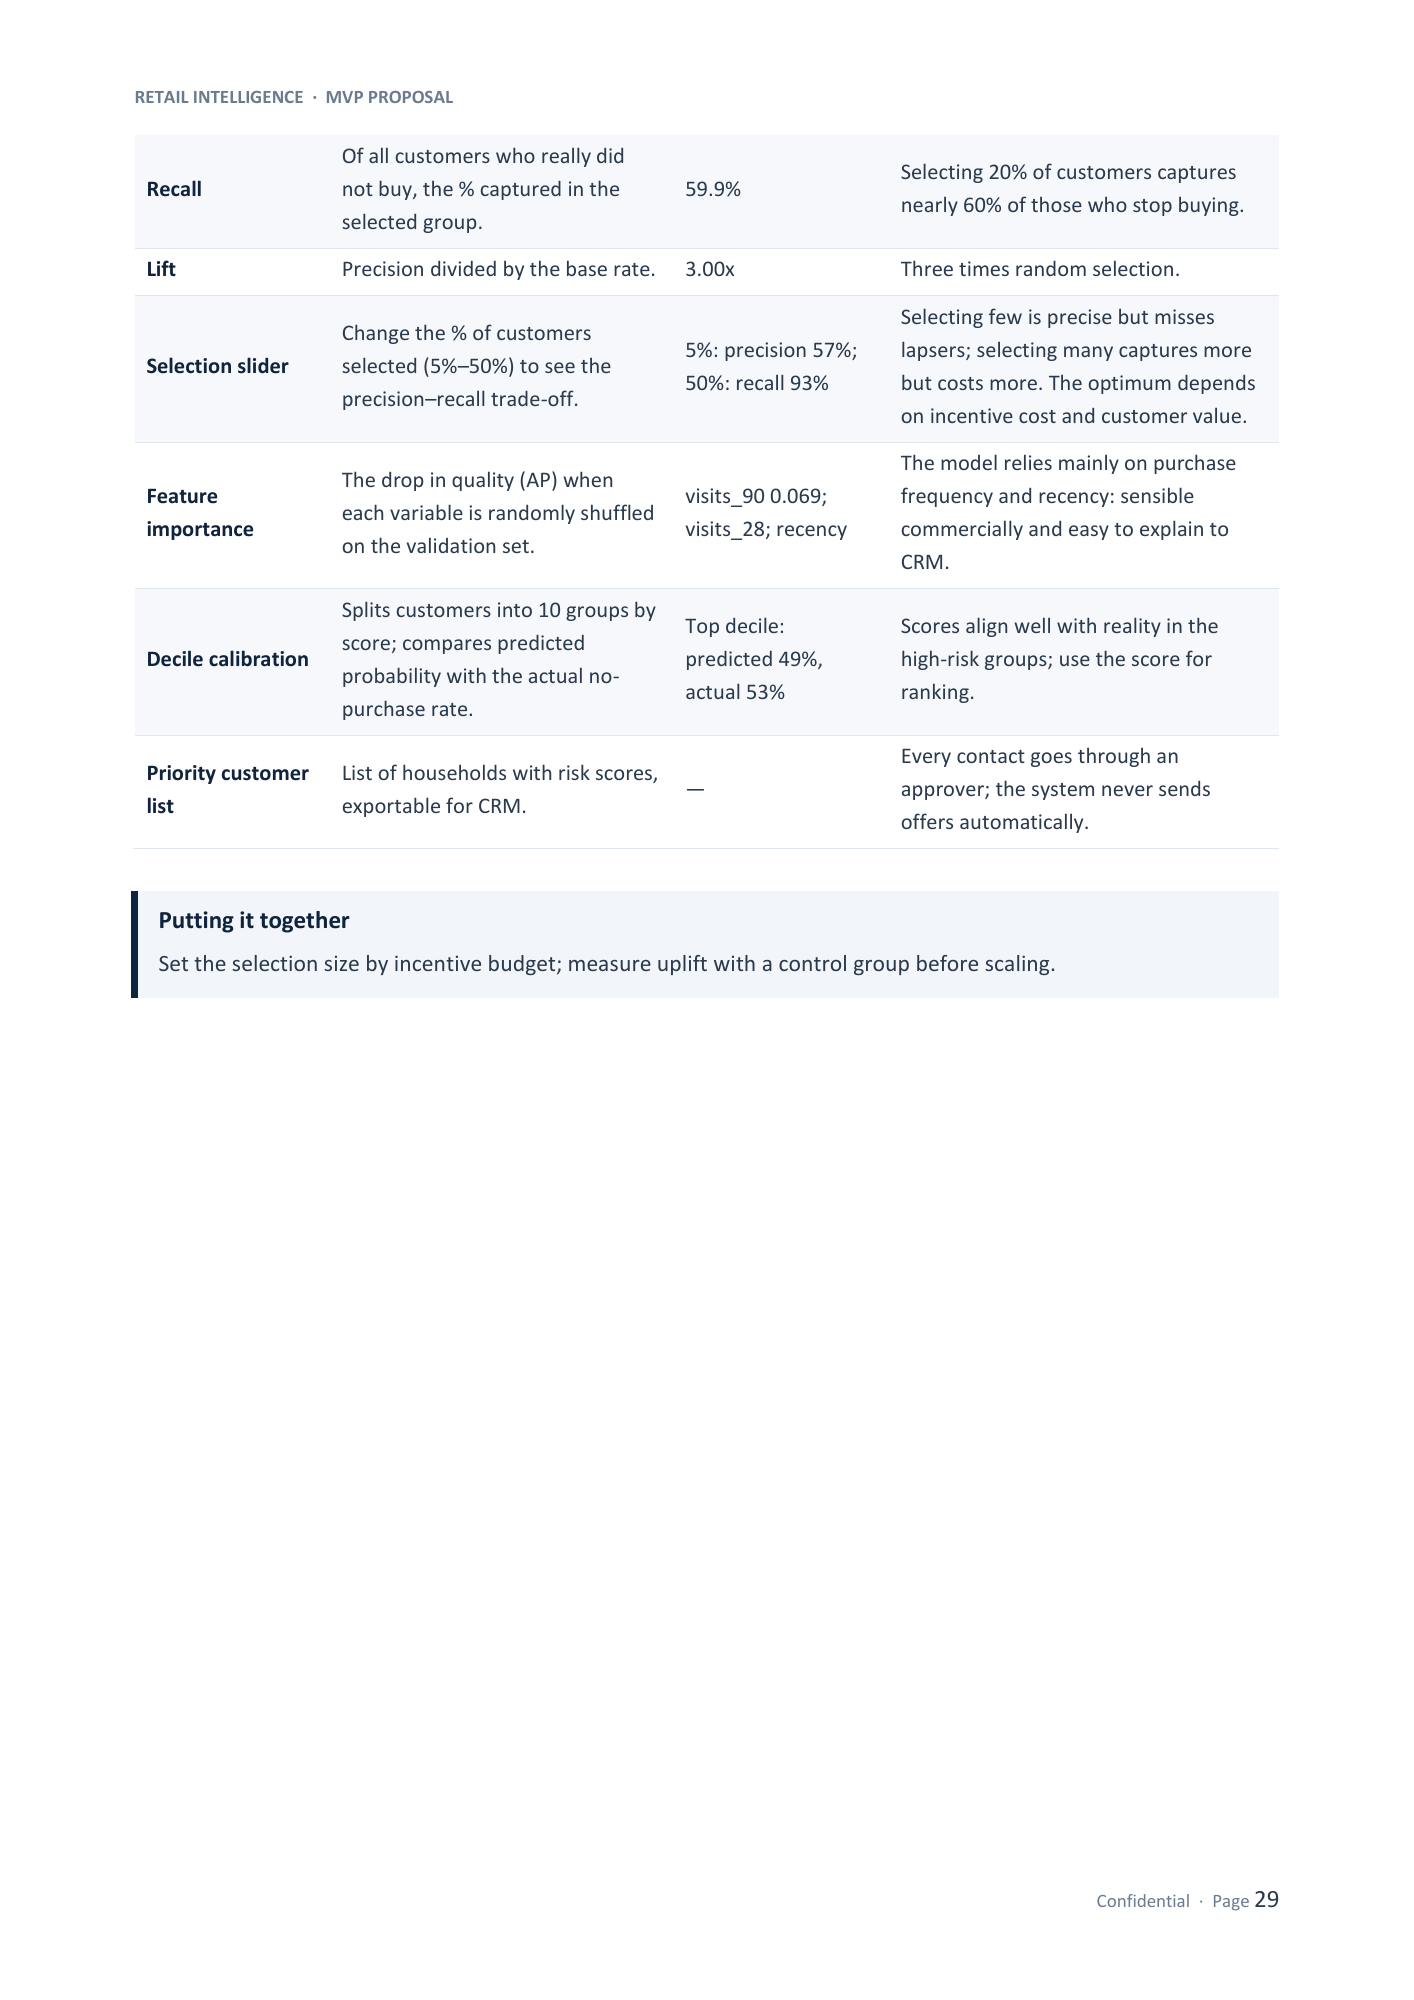 RETAIL INTELLIGENCE · MVP PROPOSAL
Recall
Of all customers who really did
not buy, the % captured in the
selected group.
59.9%
Selecting 20% of customers captures
nearly 60% of those who stop buying.
Lift
Precision divided by the base rate.
3.00x
Three times random selection.
Selection slider
Change the % of customers
selected (5%–50%) to see the
precision–recall trade-off.
5%: precision 57%;
50%: recall 93%
Selecting few is precise but misses
lapsers; selecting many captures more
but costs more. The optimum depends
on incentive cost and customer value.
Feature
importance
The drop in quality (AP) when
each variable is randomly shuffled
on the validation set.
visits_90 0.069;
visits_28; recency
The model relies mainly on purchase
frequency and recency: sensible
commercially and easy to explain to
CRM.
Decile calibration
Splits customers into 10 groups by
score; compares predicted
probability with the actual no-
purchase rate.
Top decile:
predicted 49%,
actual 53%
Scores align well with reality in the
high-risk groups; use the score for
ranking.
Priority customer
list
List of households with risk scores,
exportable for CRM.
—
Every contact goes through an
approver; the system never sends
offers automatically.
Putting it together
Set the selection size by incentive budget; measure uplift with a control group before scaling.
Confidential · Page 29